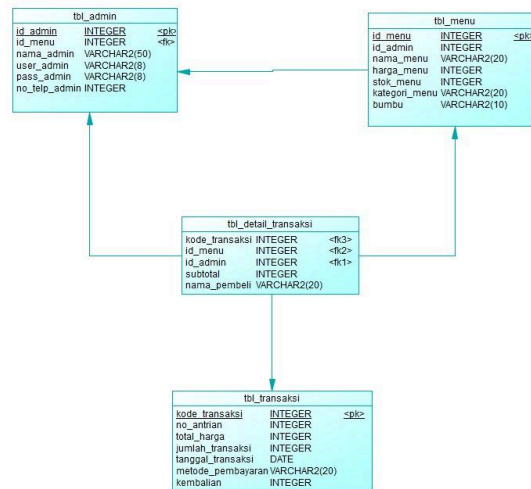 tbl_admin
id_admin INTEGER <pk>
id_menu INTEGER <fk>
nama_admin VARCHAR2(50)
user_admin VARCHAR2(8)
pass_admin VARCHAR2(8)
no_telp_admin INTEGER
tbl_menu
id_menu INTEGER <pk>
id_admin INTEGER
nama_menu VARCHAR2(20)
harga_menu INTEGER
stok_menu INTEGER
kategori_menu VARCHAR2(20)
bumbu VARCHAR2(10)
tbl_detail_transaksi
kode_transaksi INTEGER <fk3>
id_menu INTEGER <fk2>
id_admin INTEGER <fk1>
subtotal INTEGER
nama_pembeli VARCHAR2(20)
tbl_transaksi
kode_transaksi INTEGER <pk>
no_antrian INTEGER
total_harga INTEGER
jumlah_transaksi INTEGER
tanggal_transaksi DATE
metode_pembayaran VARCHAR2(20)
kembalian INTEGER